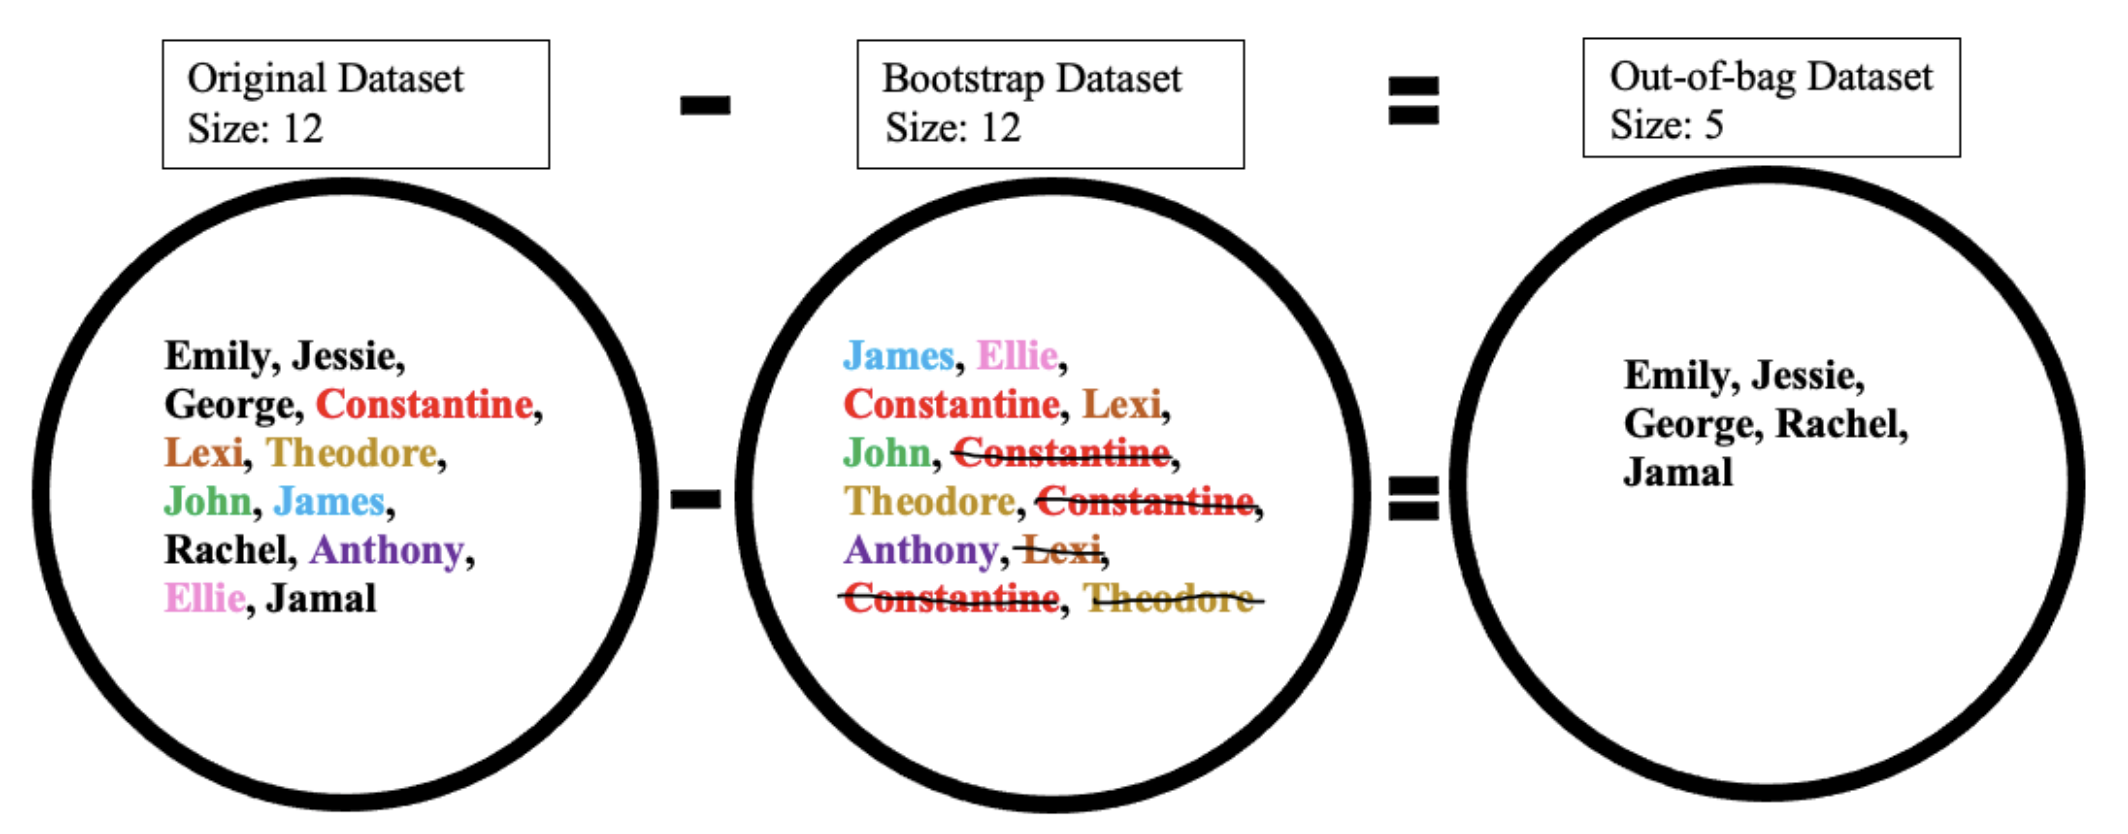 Original Dataset
Size: 12
Bootstrap Dataset
Size: 12
Out-of-bag Dataset
Size: 5
Emily, Jessie,
George, Constantine,
Lexi, Theodore,
John, James,
Rachel, Anthony,
Ellie, Jamal
James, Ellie,
Constantine, Lexi,
John, Constantine,
Theodore, Constantine,
Anthony, Lexi,
Constantine, Theodore
Emily, Jessie,
George, Rachel,
Jamal